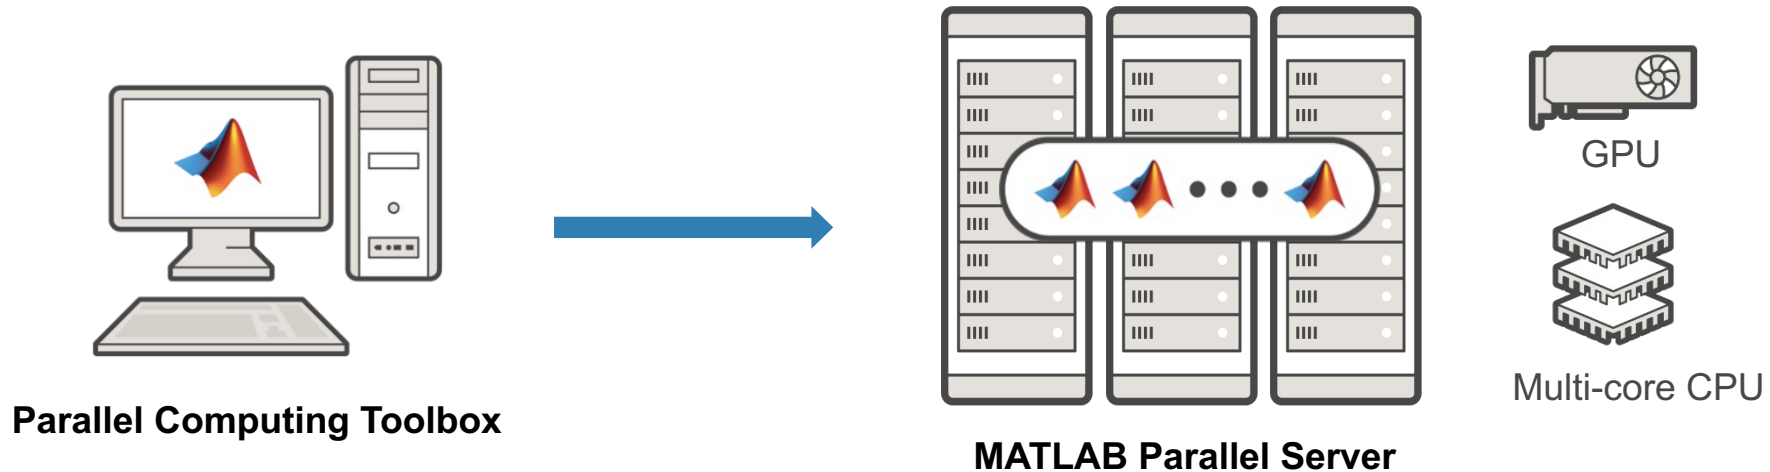 GPU
Multi-core CPU
Parallel Computing Toolbox
MATLAB Parallel Server